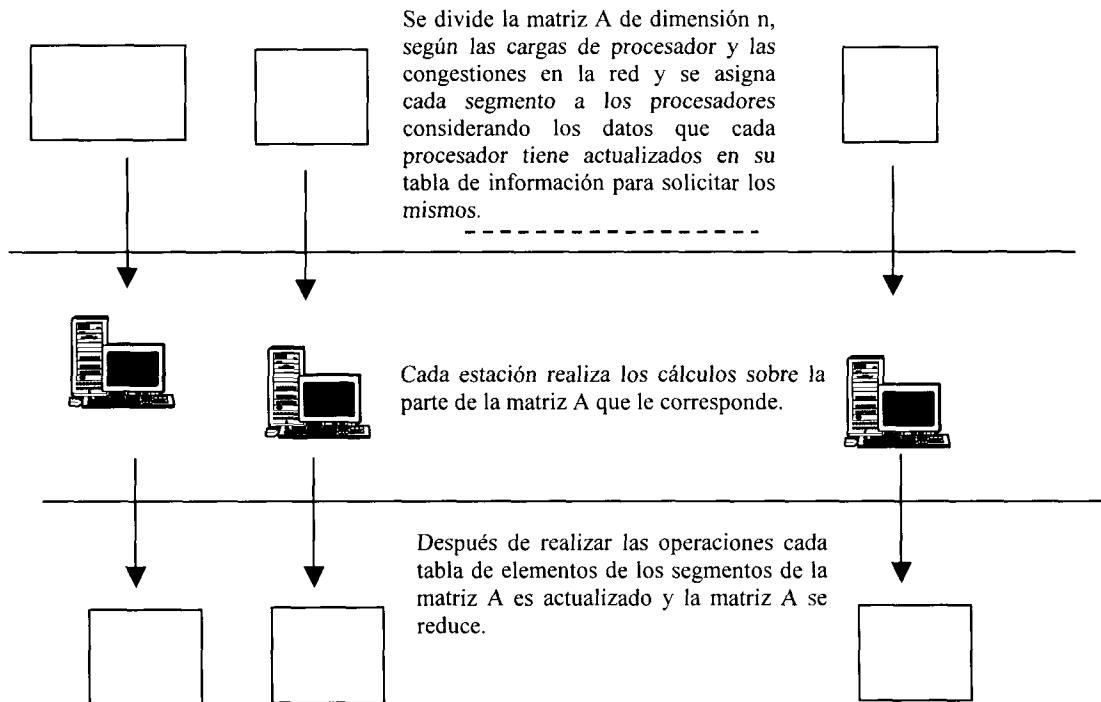 Se divide la matriz A de dimensión n,
según las cargas de procesador y las
congestiones en la red y se asigna
cada segmento a los procesadores
considerando los datos que cada
procesador tiene actualizados en su
tabla de información para solicitar los
mismos.
Cada estación realiza los cálculos sobre la
parte de la matriz A que le corresponde.
Después de realizar las operaciones cada
tabla de elementos de los segmentos de la
matriz A es actualizado y la matriz A se
reduce.